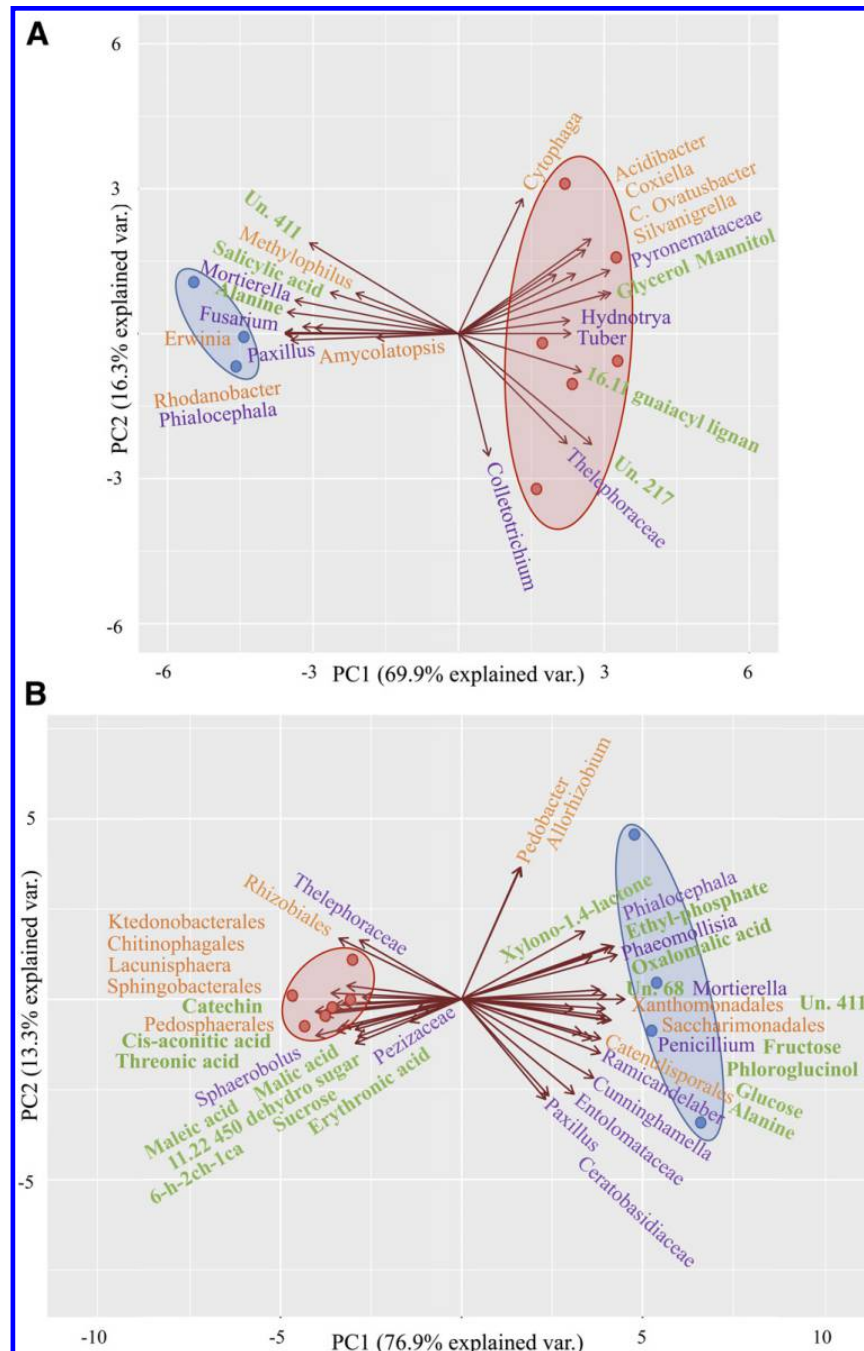 A
6
3
0
-3
-6
PC2 (16.3% explained var.)
Cytophaga
Acidibacter
Coxiella
C. Ovatusbacter
Silvanigrella
Un. 411
Methylophilus
Salicylic acid
Pyronemataceae
Mortierella
Glycerol Mannitol
Alanine
Fusarium
Hydnotrya
Erwinia
Paxillus
Amycolatopsis
Tuber
16.11 guaiacyl lignan
Rhodanobacter
Phialocephala
Colletotrichium
Thelephoraceae
Un. 217
-6
-3
3
6
PC1 (69.9% explained var.)
B
5
0
-5
PC2 (13.3% explained var.)
Pedobacter
Allorhizobium
Rhizobiales
Thelephoraceae
Xylono-1.4-lactone
Phialocephala
Ethyl-phosphate
Phaeomollisia
Oxalomalic acid
Ktedonobacterales
Chitinophagales
Lacunisphaera
Sphingobacterales
Catechin
Pedosphaerales
Cis-aconitic acid
Threonic acid
Un. 68
Mortierella
Xanthomonadales
Un. 411
Saccharimonadales
Penicillium
Fructose
Catenulisporales
Phloroglucinol
Ramicandelaber
Glucose
Alanine
Sphaerobolus
Pezizaceae
Malic acid
Maleic acid
11.22 450 dehydro sugar
Sucrose
Erythronic acid
6-h-2ch-1ca
Cunninghamella
Entolomataceae
Paxillus
Ceratobasidiaceae
-10
-5
5
10
PC1 (76.9% explained var.)